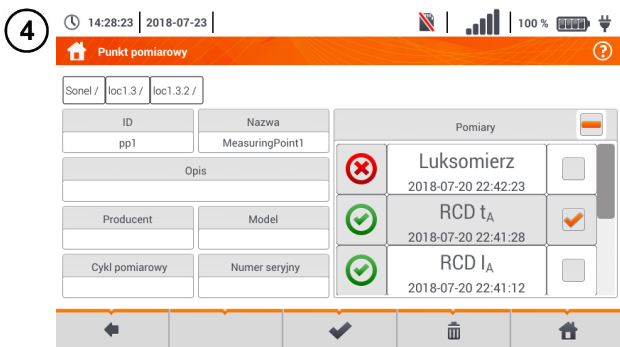 4
14:28:23 2018-07-23 100 %
Punkt pomiarowy
?
Sonel / loc1.3 / loc1.3.2 /
ID Nazwa
pp1 MeasuringPoint1
Opis
Producent Model
Cykl pomiarowy Numer seryjny
Pomiary
Luksomierz
2018-07-20 22:42:23
RCD tA
2018-07-20 22:41:28
RCD IA
2018-07-20 22:41:12